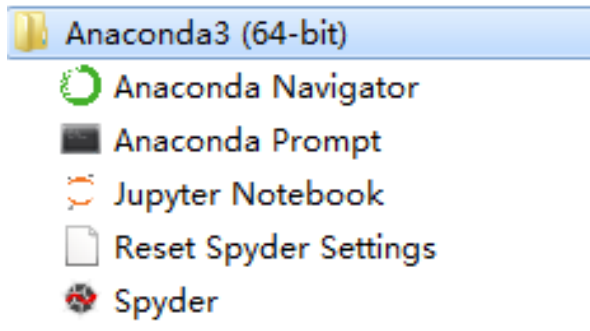 Anaconda3 (64-bit)
Anaconda Navigator
Anaconda Prompt
Jupyter Notebook
Reset Spyder Settings
Spyder